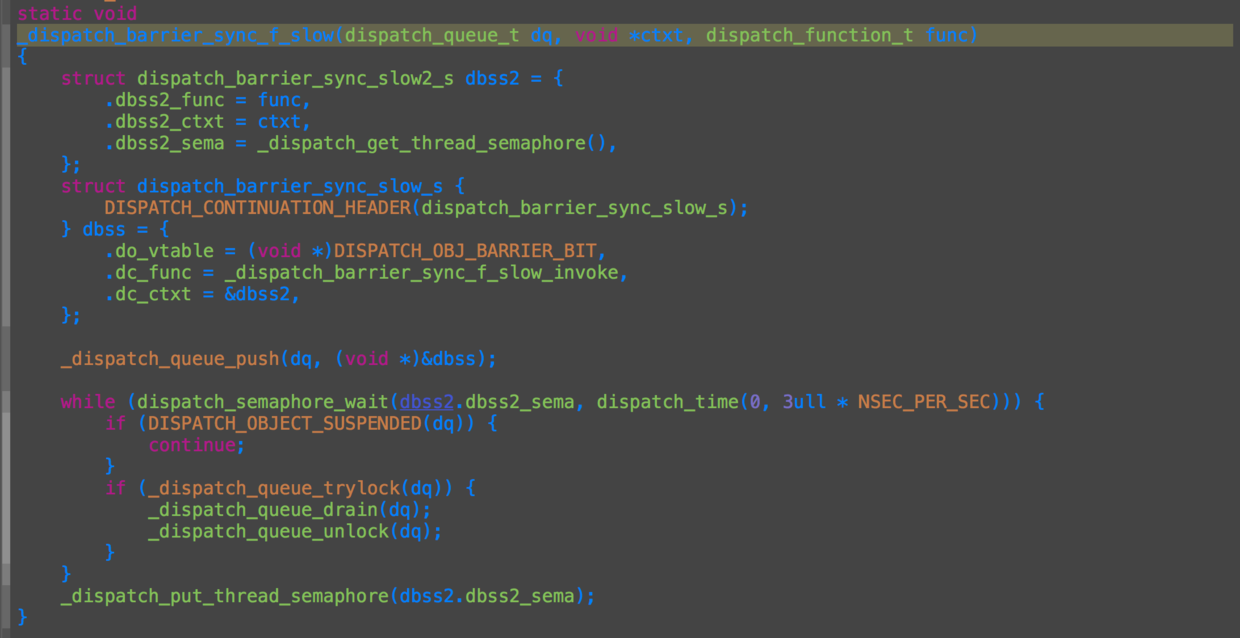 static void
_dispatch_barrier_sync_f_slow(dispatch_queue_t dq, void *ctxt, dispatch_function_t func)
{
    struct dispatch_barrier_sync_slow2_s dbss2 = {
        .dbss2_func = func,
        .dbss2_ctxt = ctxt,
        .dbss2_sema = _dispatch_get_thread_semaphore(),
    };
    struct dispatch_barrier_sync_slow_s {
        DISPATCH_CONTINUATION_HEADER(dispatch_barrier_sync_slow_s);
    } dbss = {
        .do_vtable = (void *)DISPATCH_OBJ_BARRIER_BIT,
        .dc_func = _dispatch_barrier_sync_f_slow_invoke,
        .dc_ctxt = &dbss2,
    };

    _dispatch_queue_push(dq, (void *)&dbss);

    while (dispatch_semaphore_wait(dbss2.dbss2_sema, dispatch_time(0, 3ull * NSEC_PER_SEC))) {
        if (DISPATCH_OBJECT_SUSPENDED(dq)) {
            continue;
        }
        if (_dispatch_queue_trylock(dq)) {
            _dispatch_queue_drain(dq);
            _dispatch_queue_unlock(dq);
        }
    }
    _dispatch_put_thread_semaphore(dbss2.dbss2_sema);
}